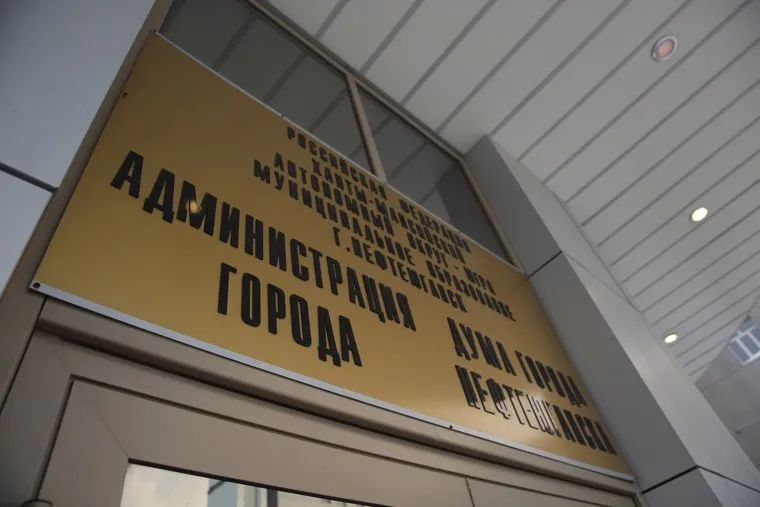 РОССИЙСКАЯ ФЕДЕРАЦИЯ
ХАНТЫ-МАНСИЙСКИЙ
АВТОНОМНЫЙ ОКРУГ - ЮГРА
МУНИЦИПАЛЬНОЕ ОБРАЗОВАНИЕ
Г.НЕФТЕЮГАНСК
АДМИНИСТРАЦИЯ
ГОРОДА
ДУМА ГОРОДА
НЕФТЕЮГАНСКА